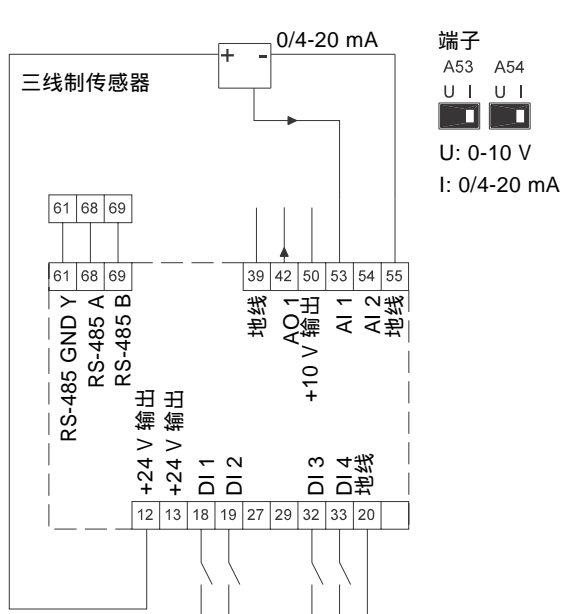 0/4-20 mA
+ -
三线制传感器
端子
A53 A54
U I U I
U: 0-10 V
I: 0/4-20 mA
61 68 69
61 68 69
39 42 50 53 54 55
RS-485 GND Y
RS-485 A
RS-485 B
地线
AO 1
+10 V 输出
AI 1
AI 2
地线
+24 V 输出
+24 V 输出
DI 1
DI 2
DI 3
DI 4
地线
12 13 18 19 27 29 32 33 20